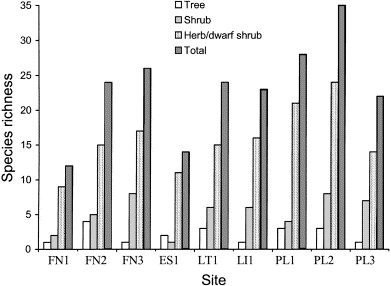 35
30
25
20
15
10
5
0
Species richness
Tree
Shrub
Herb/dwarf shrub
Total
FN1 FN2 FN3 ES1 LT1 LI1 PL1 PL2 PL3
Site